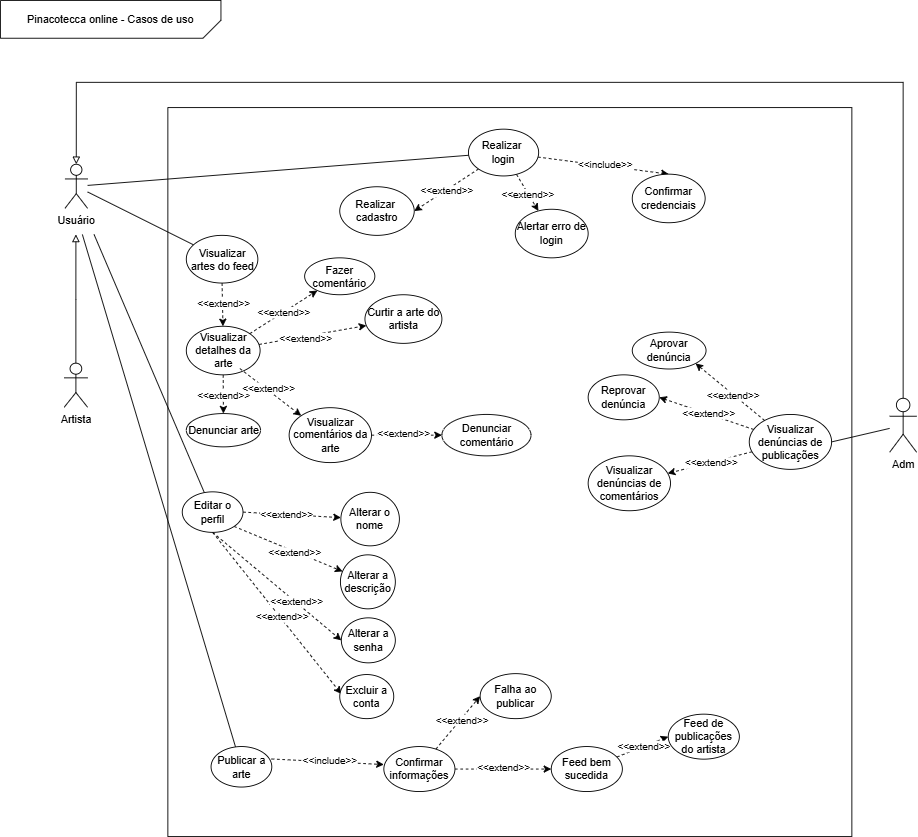 Pinacotecca online - Casos de uso
Realizar
login
<<include>>
Confirmar
credenciais
<<extend>>
Realizar
cadastro
<<extend>>
Alertar erro de
login
Usuário
Visualizar
artes do feed
<<extend>>
Fazer
comentário
<<extend>>
Curtir a arte do
artista
<<extend>>
Visualizar
detalhes da
arte
<<extend>>
<<extend>>
Denunciar arte
Visualizar
comentários da
arte
<<extend>>
Denunciar
comentário
Artista
Aprovar
denúncia
<<extend>>
Reprovar
denúncia
<<extend>>
Visualizar
denúncias de
publicações
<<extend>>
Visualizar
denúncias de
comentários
Adm
Editar o
perfil
<<extend>>
Alterar o
nome
<<extend>>
Alterar a
descrição
<<extend>>
<<extend>>
Alterar a
senha
Excluir a
conta
Publicar a
arte
<<include>>
Confirmar
informações
<<extend>>
Falha ao
publicar
<<extend>>
Feed bem
sucedida
<<extend>>
Feed de
publicações
do artista